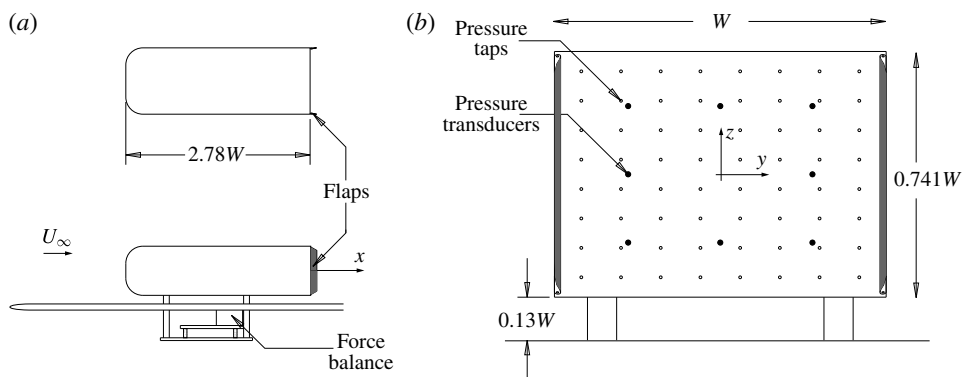 (a)
2.78W
Flaps
U∞
x
Force
balance
(b)
W
Pressure
taps
Pressure
transducers
z
y
0.741W
0.13W